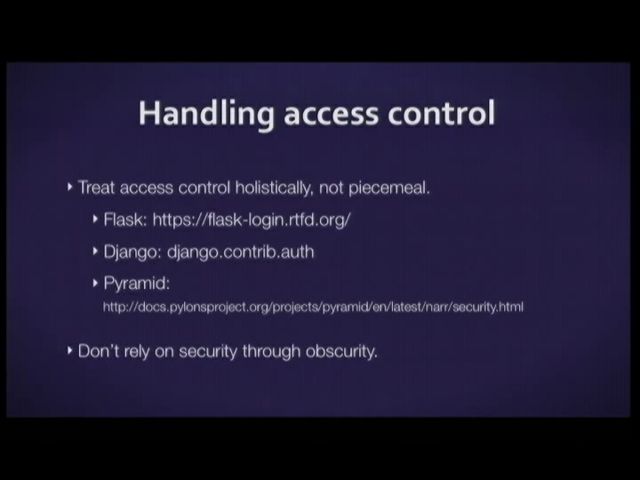 Handling access control
Treat access control holistically, not piecemeal.
Flask: https://flask-login.rtfd.org/
Django: django.contrib.auth
Pyramid:
http://docs.pylonsproject.org/projects/pyramid/en/latest/narr/security.html
Don't rely on security through obscurity.